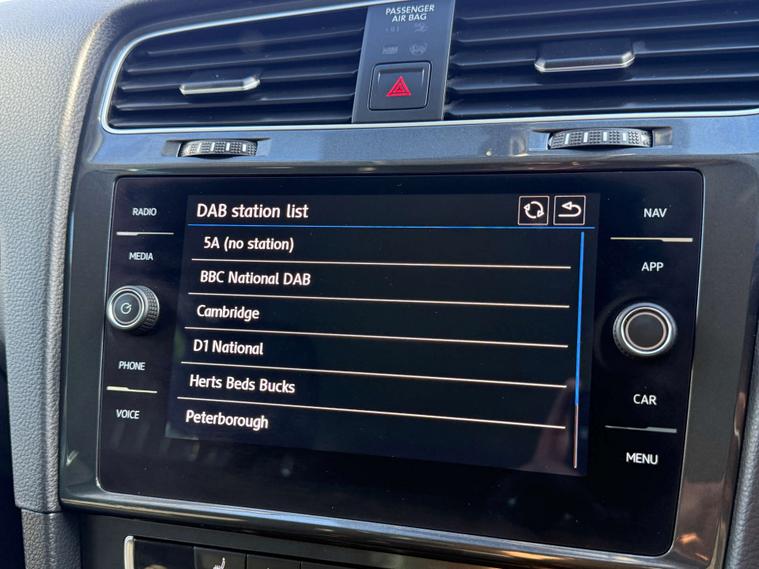 PASSENGER
AIR BAG
RADIO
MEDIA
PHONE
VOICE
DAB station list
5A (no station)
BBC National DAB
Cambridge
D1 National
Herts Beds Bucks
Peterborough
NAV
APP
CAR
MENU